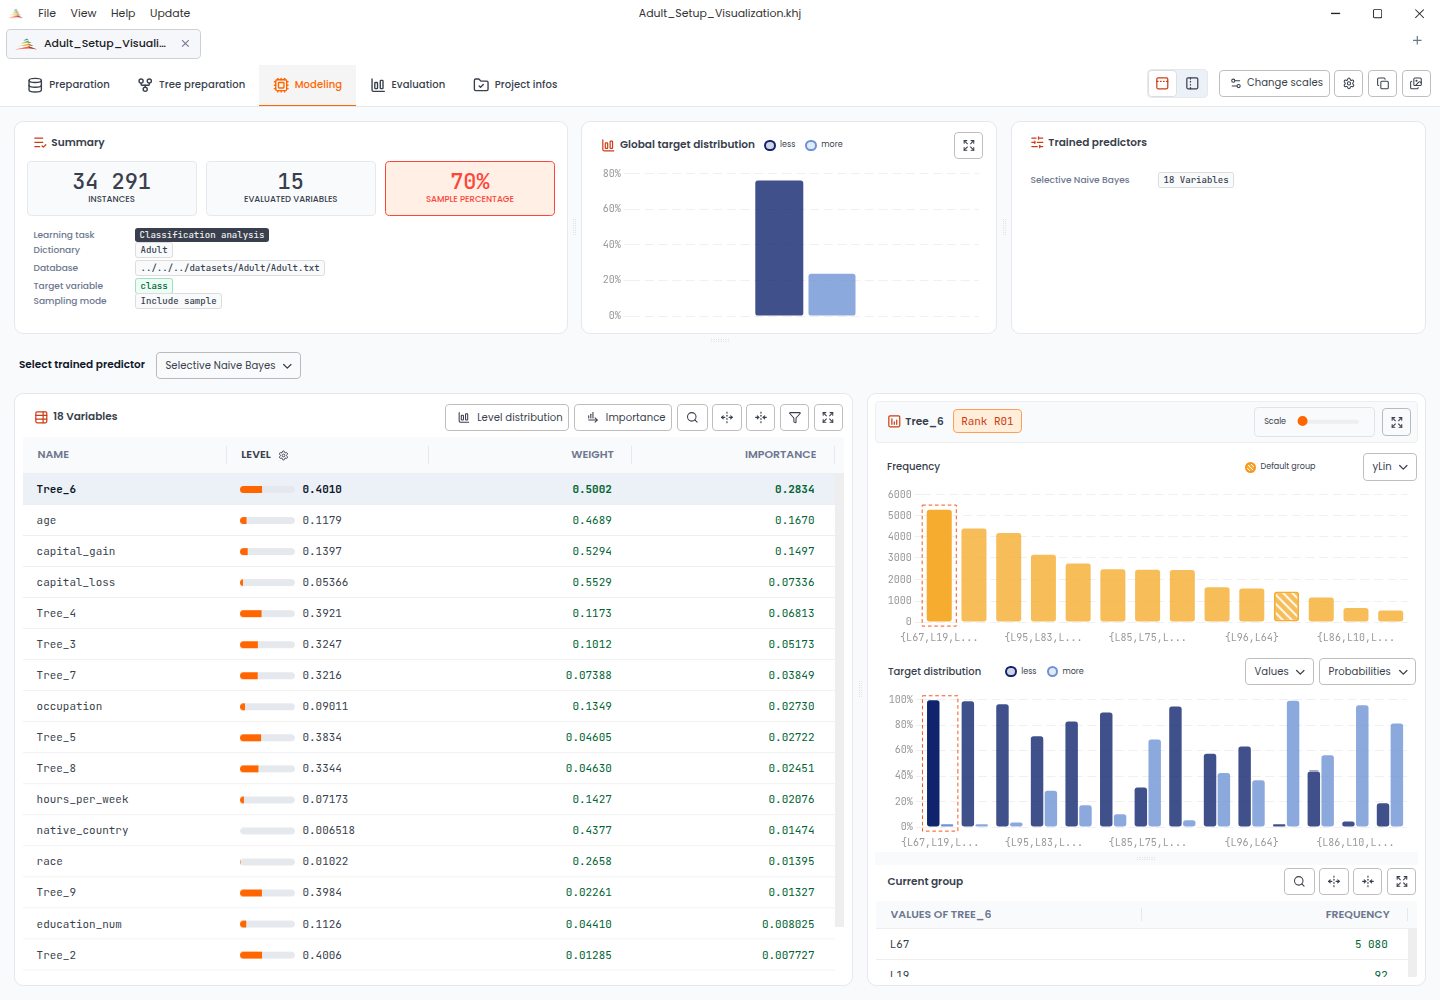 File View Help Update Adult_Setup_Visualization.khj
Adult_Setup_Visuali...
Preparation Tree preparation Modeling Evaluation Project infos Change scales
Summary
34 291
INSTANCES
15
EVALUATED VARIABLES
70%
SAMPLE PERCENTAGE
Learning task Classification analysis
Dictionary Adult
Database ../../../datasets/Adult/Adult.txt
Target variable class
Sampling mode Include sample
Global target distribution less more
80%
60%
40%
20%
0%
Trained predictors
Selective Naive Bayes 18 Variables
Select trained predictor Selective Naive Bayes
18 Variables Level distribution Importance
NAME LEVEL WEIGHT IMPORTANCE
Tree_6 0.4010 0.5002 0.2834
age 0.1179 0.4689 0.1670
capital_gain 0.1397 0.5294 0.1497
capital_loss 0.05366 0.5529 0.07336
Tree_4 0.3921 0.1173 0.06813
Tree_3 0.3247 0.1012 0.05173
Tree_7 0.3216 0.07388 0.03849
occupation 0.09011 0.1349 0.02730
Tree_5 0.3834 0.04605 0.02722
Tree_8 0.3344 0.04630 0.02451
hours_per_week 0.07173 0.1427 0.02076
native_country 0.006518 0.4377 0.01474
race 0.01022 0.2658 0.01395
Tree_9 0.3984 0.02261 0.01327
education_num 0.1126 0.04410 0.008025
Tree_2 0.4006 0.01285 0.007727
Tree_6 Rank R01 Scale
Frequency Default group yLin
6000
5000
4000
3000
2000
1000
0
{L67,L19,L... {L95,L83,L... {L85,L75,L... {L96,L64} {L86,L10,L...
Target distribution less more Values Probabilities
100%
80%
60%
40%
20%
0%
{L67,L19,L... {L95,L83,L... {L85,L75,L... {L96,L64} {L86,L10,L...
Current group
VALUES OF TREE_6 FREQUENCY
L67 5 080
L19 92